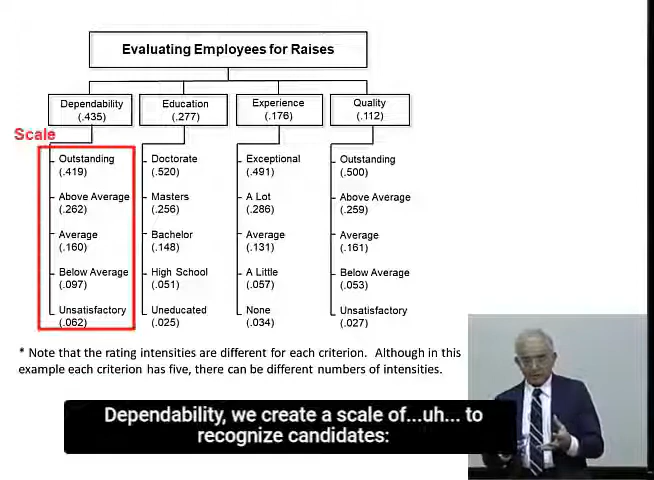 Evaluating Employees for Raises
Dependability
(.435)
Education
(.277)
Experience
(.176)
Quality
(.112)
Scale
Outstanding
(.419)
Above Average
(.262)
Average
(.160)
Below Average
(.097)
Unsatisfactory
(.062)
Doctorate
(.520)
Masters
(.256)
Bachelor
(.148)
High School
(.051)
Uneducated
(.025)
Exceptional
(.491)
A Lot
(.286)
Average
(.131)
A Little
(.057)
None
(.034)
Outstanding
(.500)
Above Average
(.259)
Average
(.161)
Below Average
(.053)
Unsatisfactory
(.027)
* Note that the rating intensities are different for each criterion. Although in this
example each criterion has five, there can be different numbers of intensities.
Dependability, we create a scale of...uh... to
recognize candidates: